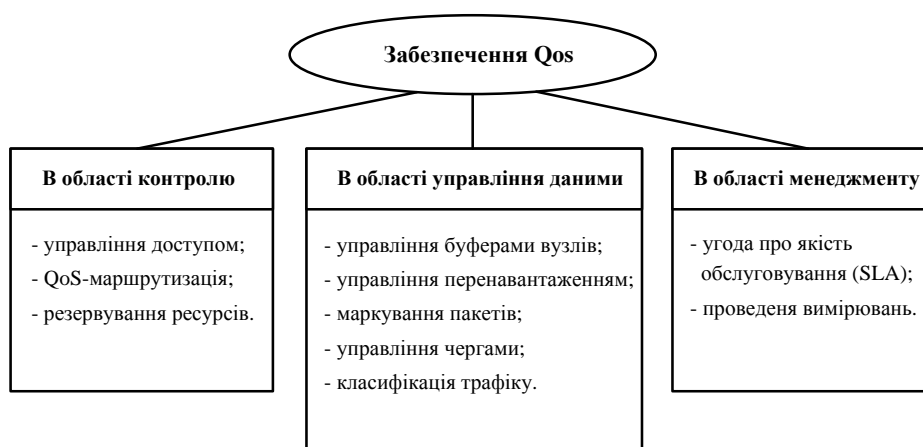 Забезпечення Qos
В області контролю
- управління доступом;
- QoS-маршрутизація;
- резервування ресурсів.
В області управління даними
- управління буферами вузлів;
- управління перенавантаженням;
- маркування пакетів;
- управління чергами;
- класифікація трафіку.
В області менеджменту
- угода про якість
обслуговування (SLA);
- проведеня вимірювань.